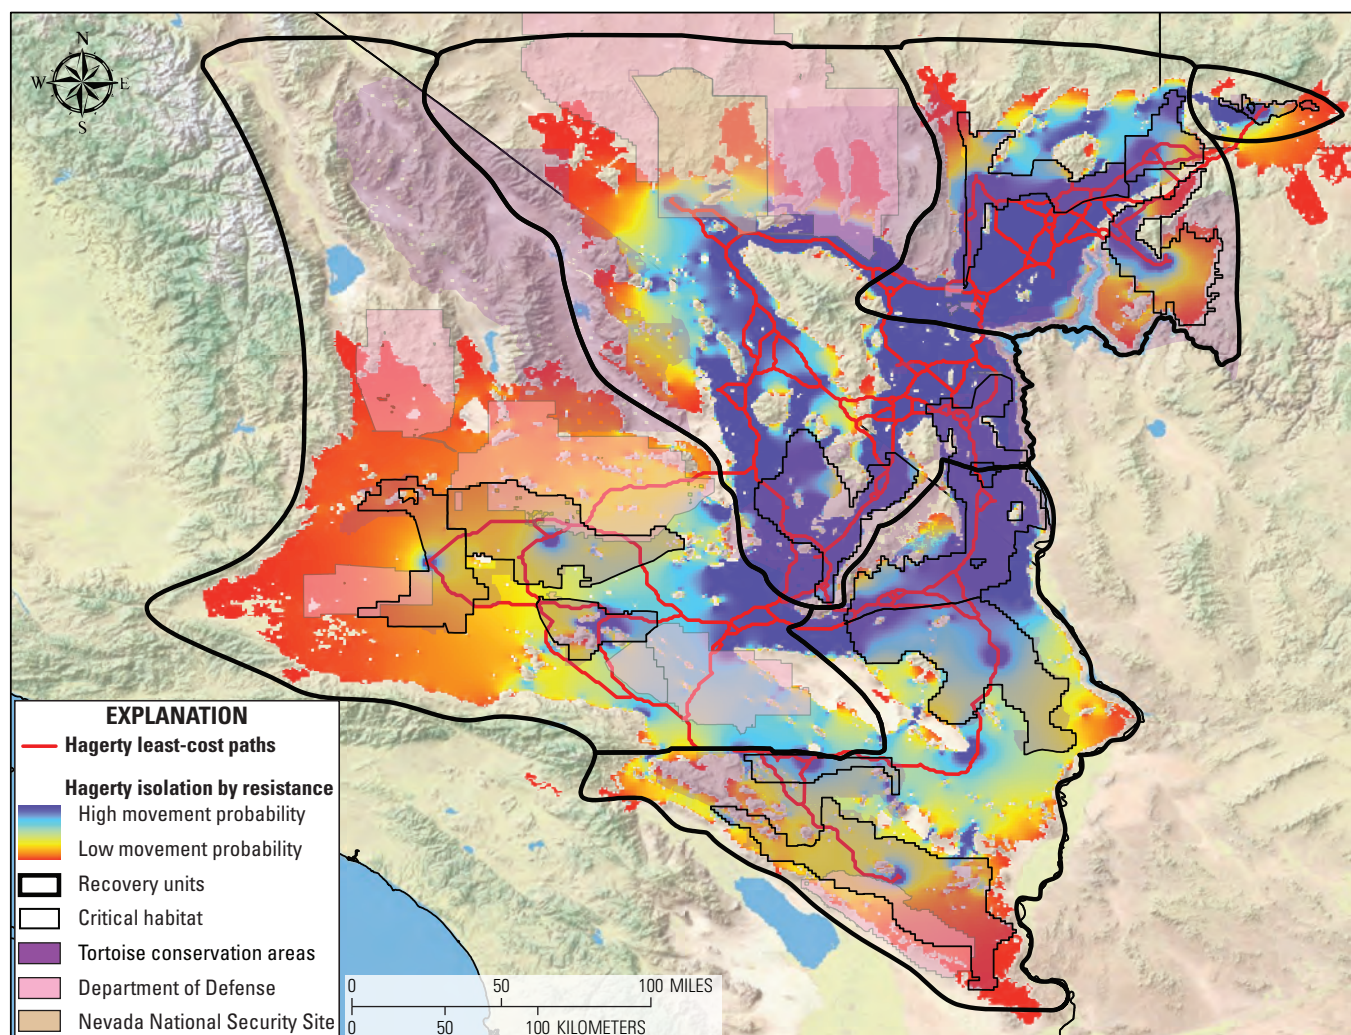 N
W E
S
EXPLANATION
Hagerty least-cost paths
Hagerty isolation by resistance
High movement probability
Low movement probability
Recovery units
Critical habitat
Tortoise conservation areas
Department of Defense
Nevada National Security Site
0 50 100 MILES
0 50 100 KILOMETERS